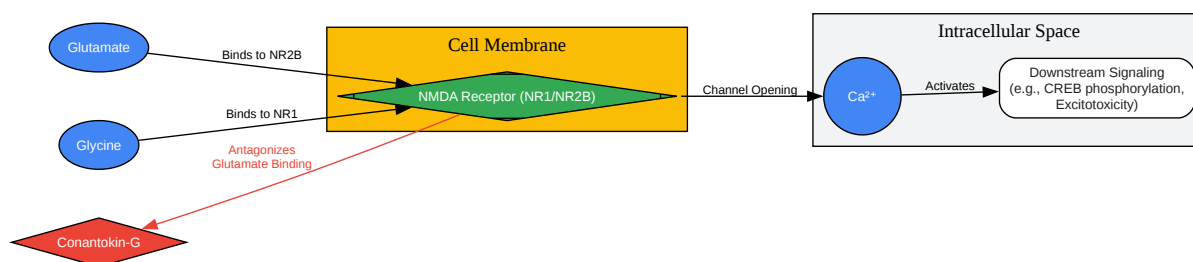 Glutamate
Binds to NR2B
Glycine
Binds to NR1
Antagonizes
Glutamate Binding
Conantokin-G
Cell Membrane
NMDA Receptor (NR1/NR2B)
Channel Opening
Intracellular Space
Ca²⁺
Activates
Downstream Signaling
(e.g., CREB phosphorylation,
Excitotoxicity)